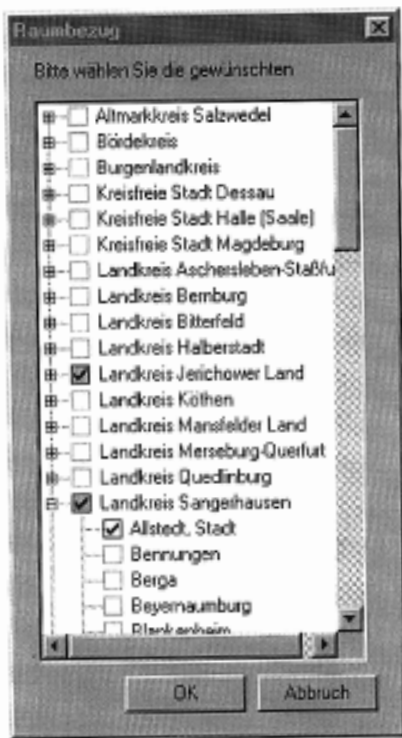 Raumbezug
Bitte wählen Sie die gewünschten
Altmarkkreis Salzwedel
Bördekreis
Burgenlandkreis
Kreisfreie Stadt Dessau
Kreisfreie Stadt Halle (Saale)
Kreisfreie Stadt Magdeburg
Landkreis Aschersleben-Staßfu
Landkreis Bernburg
Landkreis Bitterfeld
Landkreis Halberstadt
Landkreis Jerichower Land
Landkreis Köthen
Landkreis Mansfelder Land
Landkreis Merseburg-Querfurt
Landkreis Quedlinburg
Landkreis Sangerhausen
Allstedt, Stadt
Bennungen
Berga
Beyernaumburg
Blankenheim
OK
Abbruch